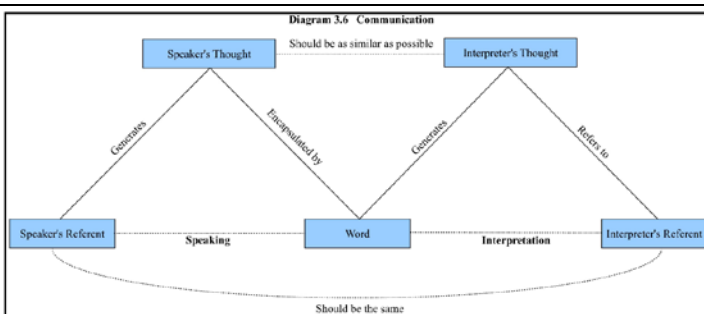 Diagram 3.6 Communication
Speaker's Thought
Should be as similar as possible
Interpreter's Thought
Generates
Encapsulated by
Generates
Refers to
Speaker's Referent
Speaking
Word
Interpretation
Interpreter's Referent
Should be the same